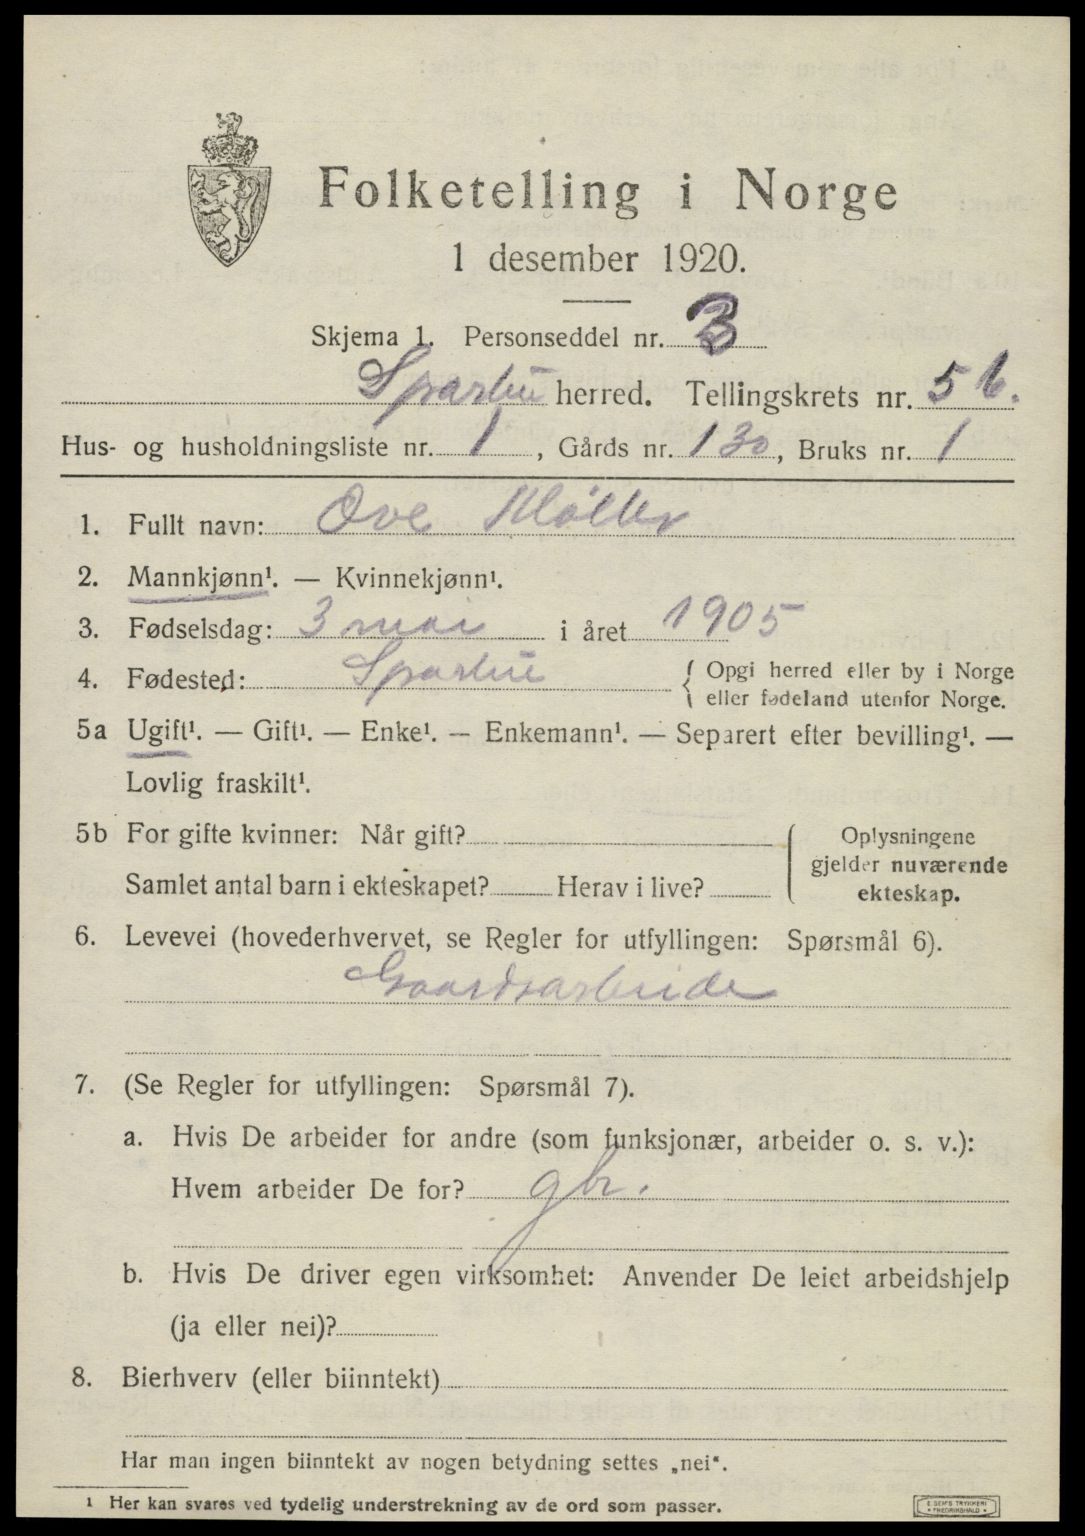 Folketelling i Norge
1 desember 1920.
Skjema 1. Personseddel nr. 3
Sparbu herred. Tellingskrets nr. 5 b.
Hus- og husholdningsliste nr. 1, Gårds nr. 130, Bruks nr. 1
1. Fullt navn: Ove Møller
2. Mannkjønn¹. — Kvinnekjønn¹.
3. Fødselsdag: 3 mai i året 1905
4. Fødested: Sparbu { Opgi herred eller by i Norge
eller fødeland utenfor Norge.
5a Ugift¹. — Gift¹. — Enke¹. — Enkemann¹. — Separert efter bevilling¹. —
Lovlig fraskilt¹.
5b For gifte kvinner: Når gift?
Samlet antal barn i ekteskapet? Herav i live?
{ Oplysningene
gjelder nuværende
ekteskap.
6. Levevei (hovederhvervet, se Regler for utfyllingen: Spørsmål 6).
Gaardsarbeide
7. (Se Regler for utfyllingen: Spørsmål 7).
a. Hvis De arbeider for andre (som funksjonær, arbeider o. s. v.):
Hvem arbeider De for? gbr.
b. Hvis De driver egen virksomhet: Anvender De leiet arbeidshjelp
(ja eller nei)?
8. Bierhverv (eller biinntekt)
Har man ingen biinntekt av nogen betydning settes „nei".
¹ Her kan svares ved tydelig understrekning av de ord som passer.
E. SEM'S TRYKKERI
• FREDRIKSHALD •